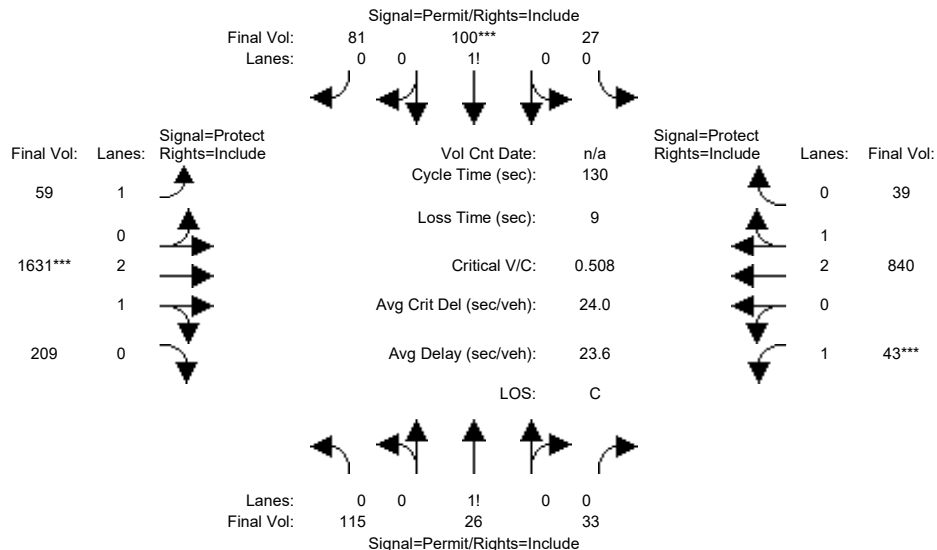 Signal=Permit/Rights=Include
Final Vol: 81 100*** 27
Lanes: 0 0 1! 0 0
Signal=Protect Signal=Protect
Final Vol: Lanes: Rights=Include Vol Cnt Date: n/a Rights=Include Lanes: Final Vol:
Cycle Time (sec): 130
59 1 0 39
Loss Time (sec): 9
0 1
1631*** 2 Critical V/C: 0.508 2 840
1 Avg Crit Del (sec/veh): 24.0 0
209 0 Avg Delay (sec/veh): 23.6 1 43***
LOS: C
Lanes: 0 0 1! 0 0
Final Vol: 115 26 33
Signal=Permit/Rights=Include